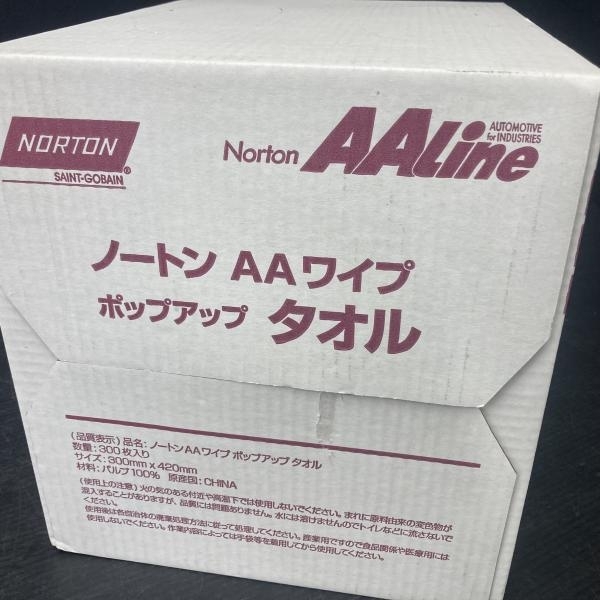 NORTON
SAINT-GOBAIN®
Norton AALine AUTOMOTIVE for INDUSTRIES
ノートン AAワイプ
ポップアップ タオル
(品質表示) 品名: ノートンAAワイプ ポップアップ タオル
数量: 300枚入り
サイズ: 300mm x 420mm
材料: パルプ100% 原産国: CHINA
(使用上の注意) 火の気のある付近や高温下では使用しないでください。まれに原料由来の変色物が
混入することがありますが、品質には問題ありません。水には溶けませんのでトイレなどに流さないで
ください。
使用後は各自治体の廃棄処理方法に従って処理してください。産業用ですので食品関係や医療用には
使用しないでください。作業内容によっては手袋等を着用してから使用してください。